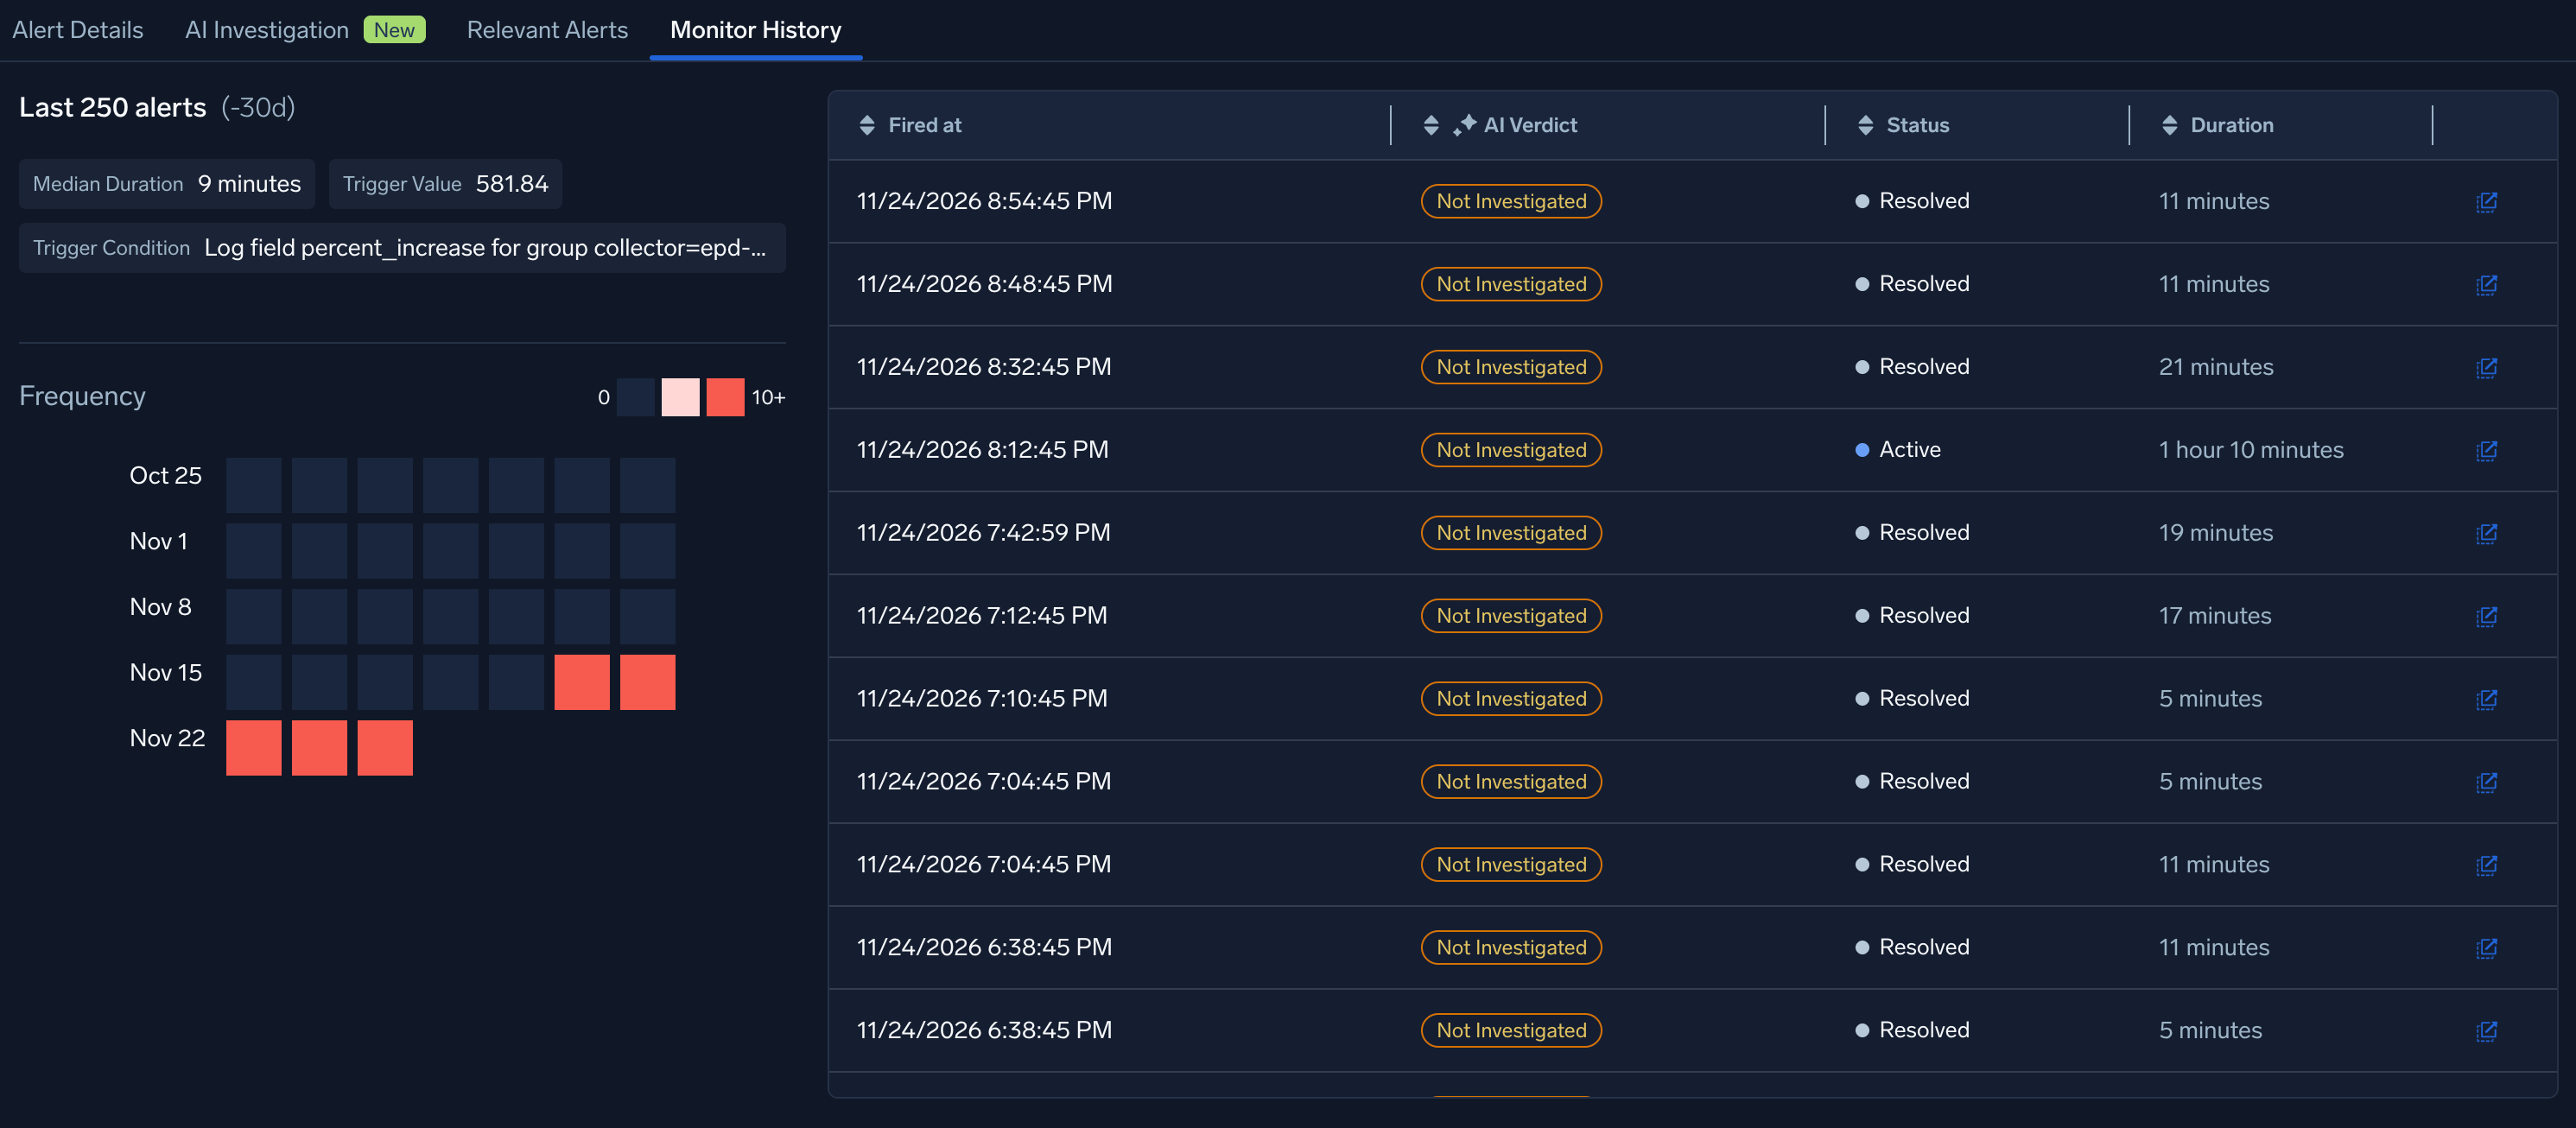 Alert Details AI Investigation New Relevant Alerts Monitor History
Last 250 alerts (-30d)
Median Duration 9 minutes Trigger Value 581.84
Trigger Condition Log field percent_increase for group collector=epd-...
Frequency 0 10+
Oct 25
Nov 1
Nov 8
Nov 15
Nov 22
Fired at AI Verdict Status Duration
11/24/2026 8:54:45 PM Not Investigated Resolved 11 minutes
11/24/2026 8:48:45 PM Not Investigated Resolved 11 minutes
11/24/2026 8:32:45 PM Not Investigated Resolved 21 minutes
11/24/2026 8:12:45 PM Not Investigated Active 1 hour 10 minutes
11/24/2026 7:42:59 PM Not Investigated Resolved 19 minutes
11/24/2026 7:12:45 PM Not Investigated Resolved 17 minutes
11/24/2026 7:10:45 PM Not Investigated Resolved 5 minutes
11/24/2026 7:04:45 PM Not Investigated Resolved 5 minutes
11/24/2026 7:04:45 PM Not Investigated Resolved 11 minutes
11/24/2026 6:38:45 PM Not Investigated Resolved 11 minutes
11/24/2026 6:38:45 PM Not Investigated Resolved 5 minutes